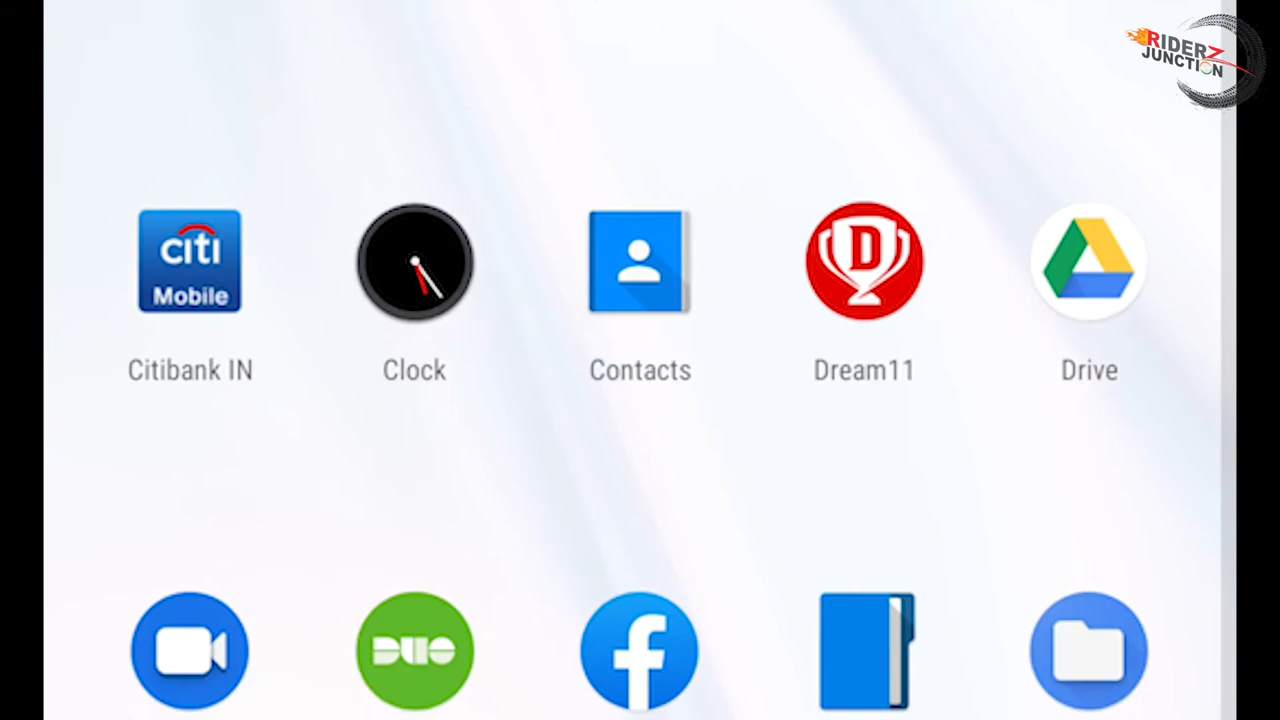 RIDERZ
JUNCTION
citi
Mobile
D
Citibank IN
Clock
Contacts
Dream11
Drive
DUO
f